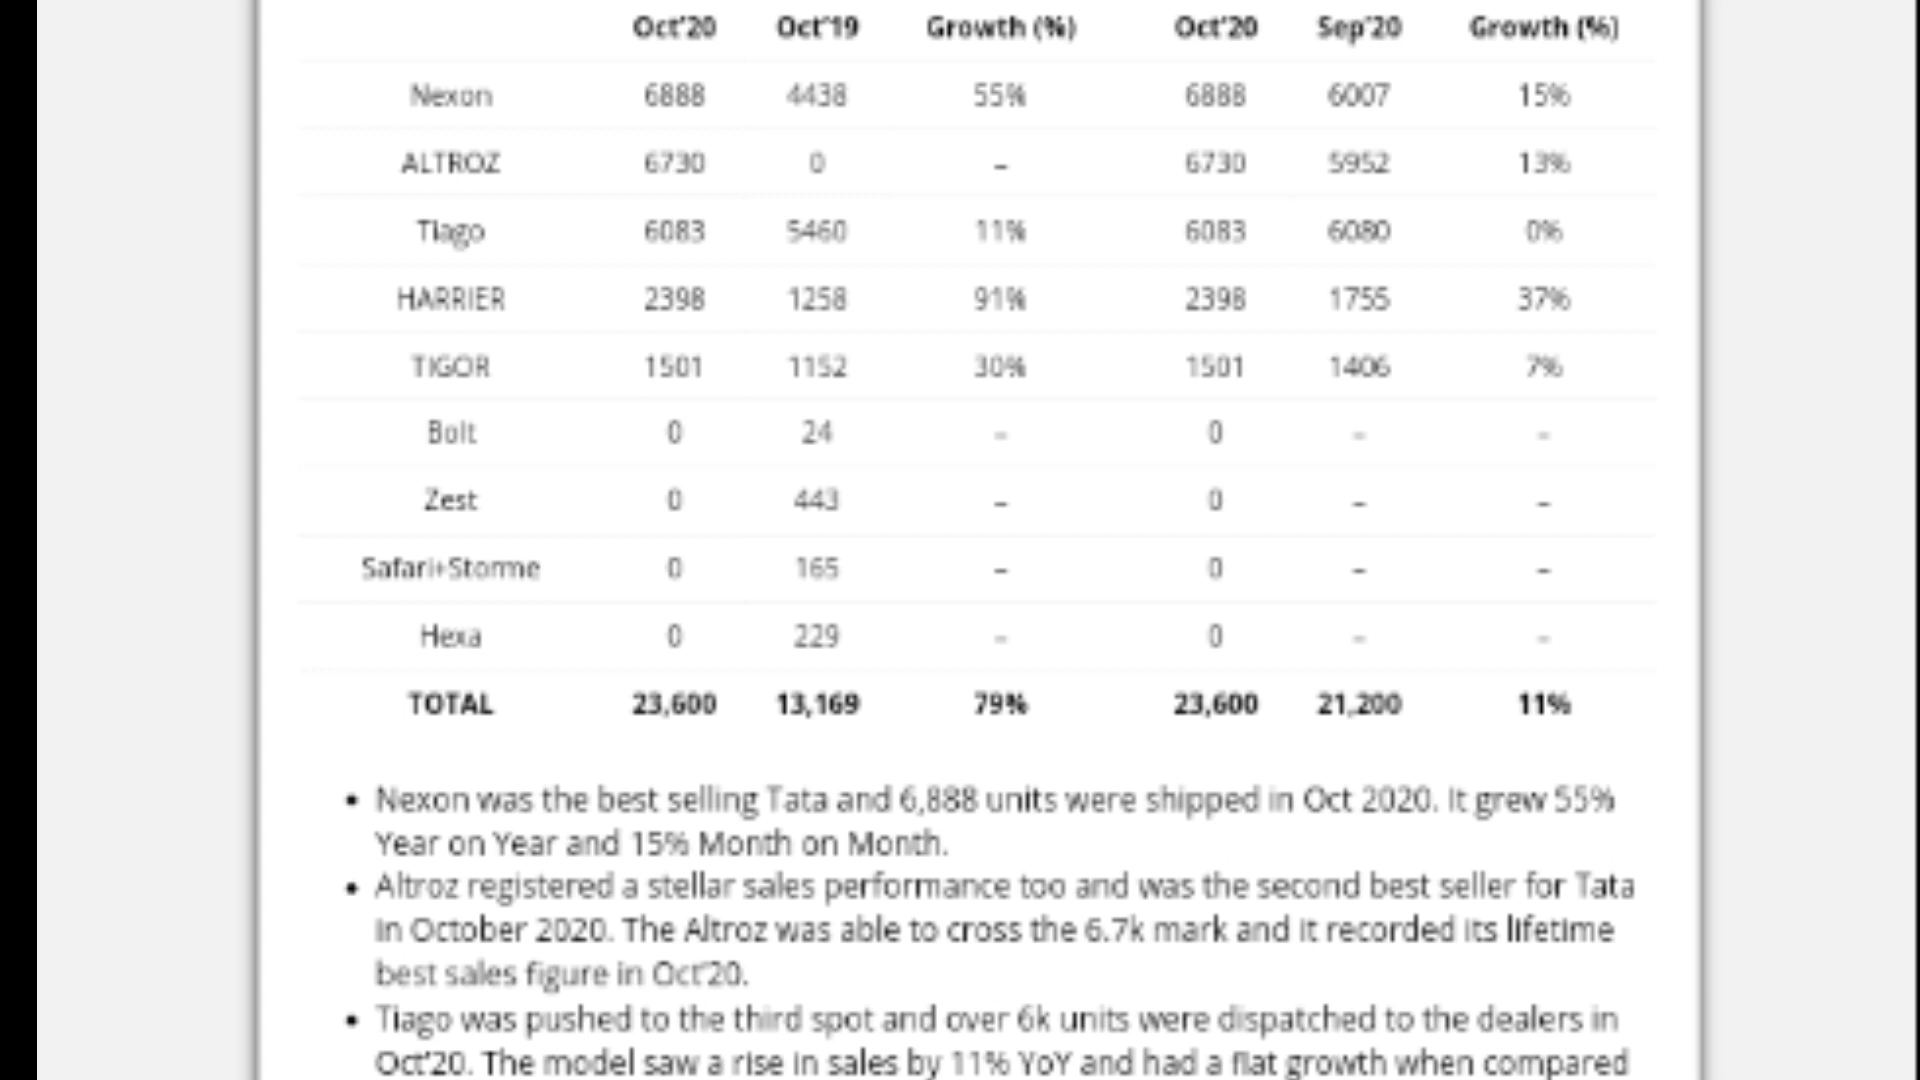 Oct'20 Oct'19 Growth (%) Oct'20 Sep'20 Growth (%)
Nexon 6888 4438 55% 6888 6007 15%
ALTROZ 6730 0 – 6730 5952 13%
Tiago 6083 5460 11% 6083 6080 0%
HARRIER 2398 1258 91% 2398 1755 37%
TIGOR 1501 1152 30% 1501 1406 7%
Bolt 0 24 – 0 – –
Zest 0 443 – 0 – –
Safari+Storme 0 165 – 0 – –
Hexa 0 229 – 0 – –
TOTAL 23,600 13,169 79% 23,600 21,200 11%
• Nexon was the best selling Tata and 6,888 units were shipped in Oct 2020. It grew 55%
Year on Year and 15% Month on Month.
• Altroz registered a stellar sales performance too and was the second best seller for Tata
in October 2020. The Altroz was able to cross the 6.7k mark and it recorded its lifetime
best sales figure in Oct'20.
• Tiago was pushed to the third spot and over 6k units were dispatched to the dealers in
Oct'20. The model saw a rise in sales by 11% YoY and had a flat growth when compared